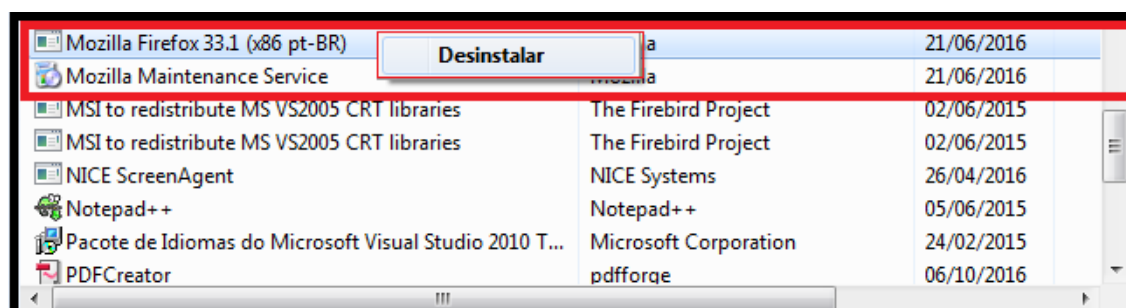 Mozilla Firefox 33.1 (x86 pt-BR) Desinstalar 21/06/2016
Mozilla Maintenance Service Mozilla 21/06/2016
MSI to redistribute MS VS2005 CRT libraries The Firebird Project 02/06/2015
MSI to redistribute MS VS2005 CRT libraries The Firebird Project 02/06/2015
NICE ScreenAgent NICE Systems 26/04/2016
Notepad++ Notepad++ 05/06/2015
Pacote de Idiomas do Microsoft Visual Studio 2010 T... Microsoft Corporation 24/02/2015
PDFCreator pdfforge 06/10/2016